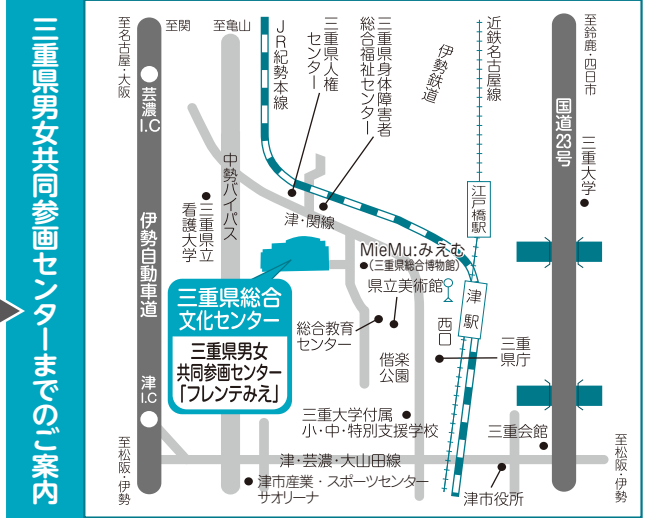 三重県男女共同参画センターまでのご案内
至名古屋・大阪
至関
至亀山
JR紀勢本線
三重県人権
センター
三重県身体障害者
総合福祉センター
伊勢鉄道
近鉄名古屋線
至鈴鹿・四日市
芸濃
I.C
国道23号
三重大学
中勢バイパス
三重県立
看護大学
津・関線
江戸橋駅
伊勢自動車道
MieMu:みえむ
(三重県総合博物館)
県立美術館
三重県総合
文化センター
三重県男女
共同参画センター
「フレンテみえ」
総合教育
センター
偕楽
公園
西口
津駅
三重
県庁
津
I.C
三重大学付属
小・中・特別支援学校
三重会館
至松阪・伊勢
津・芸濃・大山田線
至松阪・伊勢
津市産業・スポーツセンター
サオリーナ
津市役所